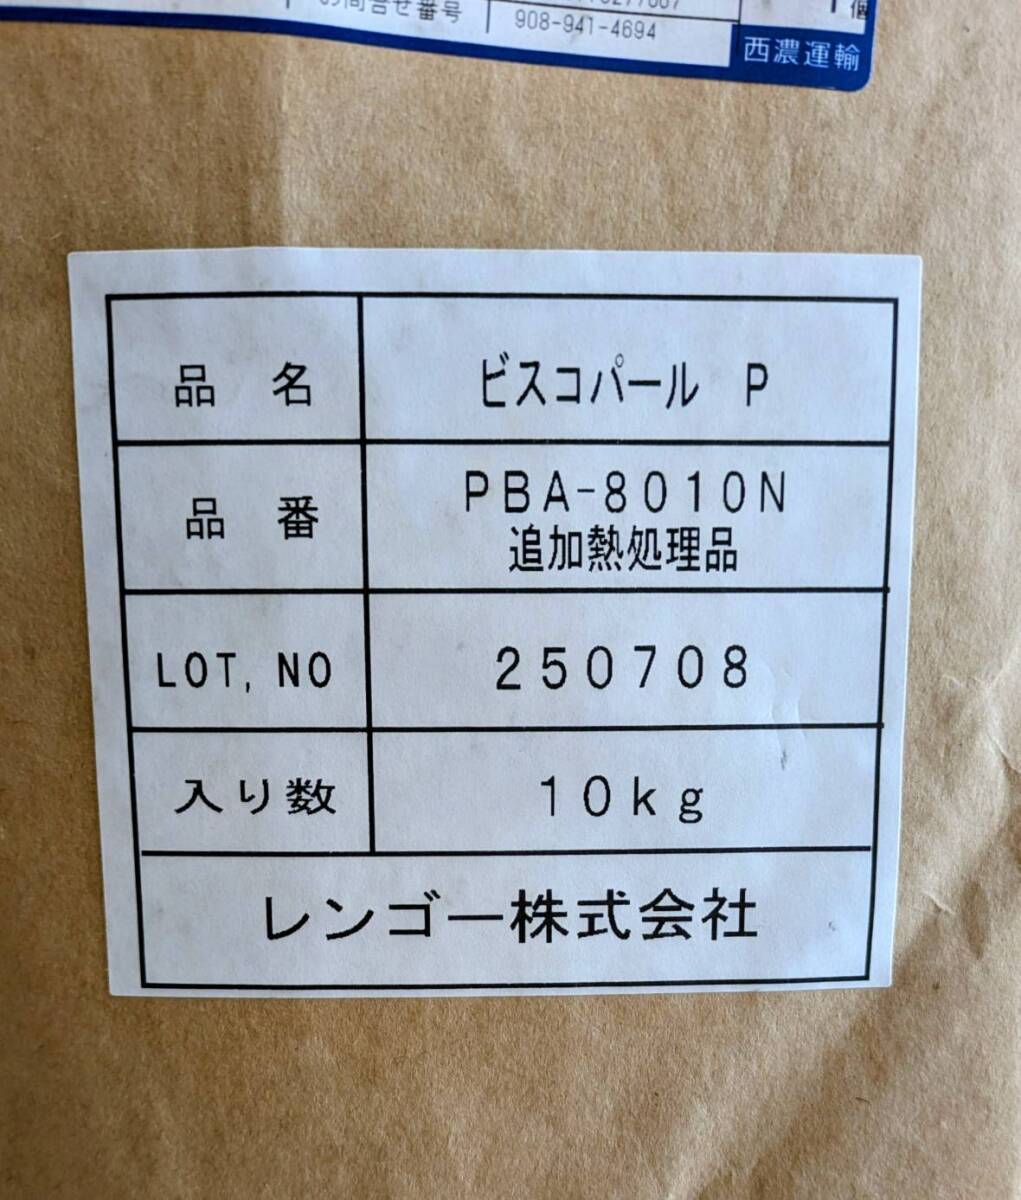 お問合せ番号 908-941-4694
個
西濃運輸
品 名 ビスコパール P
品 番 PBA-8010N
追加熱処理品
LOT, NO 250708
入り数 10kg
レンゴー株式会社